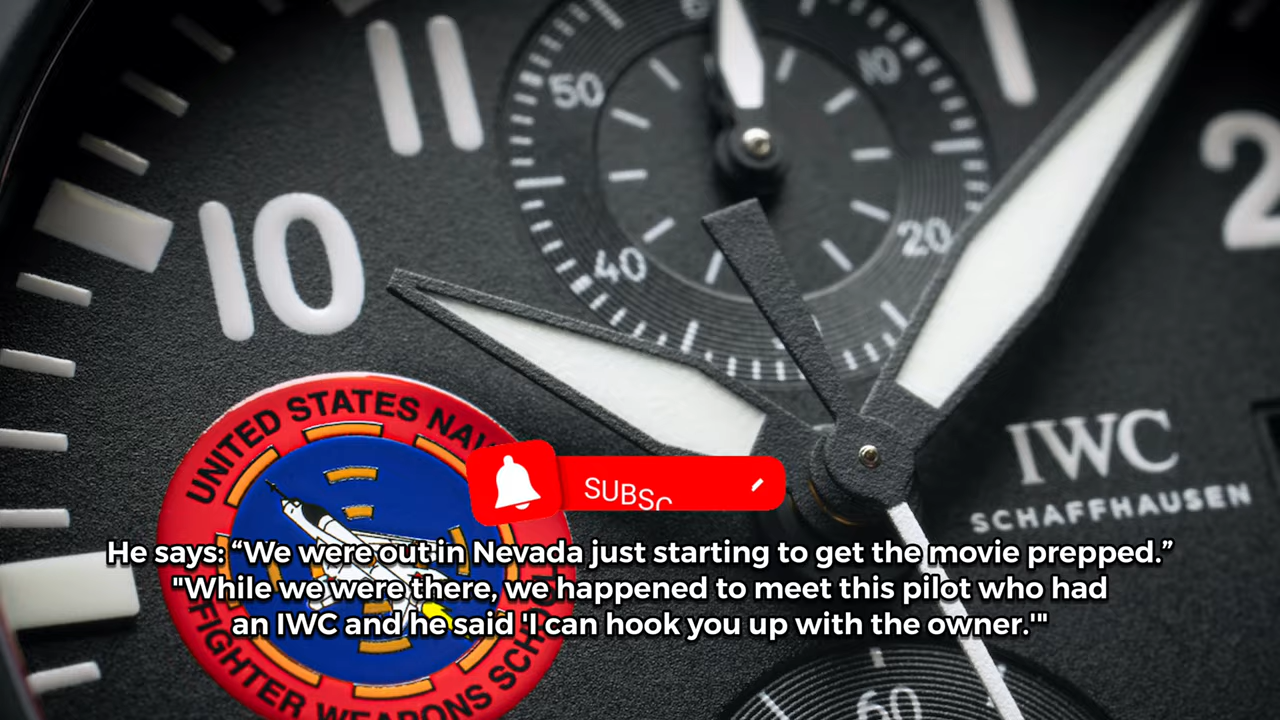 11
50
10
20
40
2
10
IWC
SCHAFFHAUSEN
UNITED STATES
FIGHTER WEAPONS
SUBSC
He says: “We were out in Nevada just starting to get the movie prepped.”
"While we were there, we happened to meet this pilot who had
an IWC and he said 'I can hook you up with the owner.'"
60